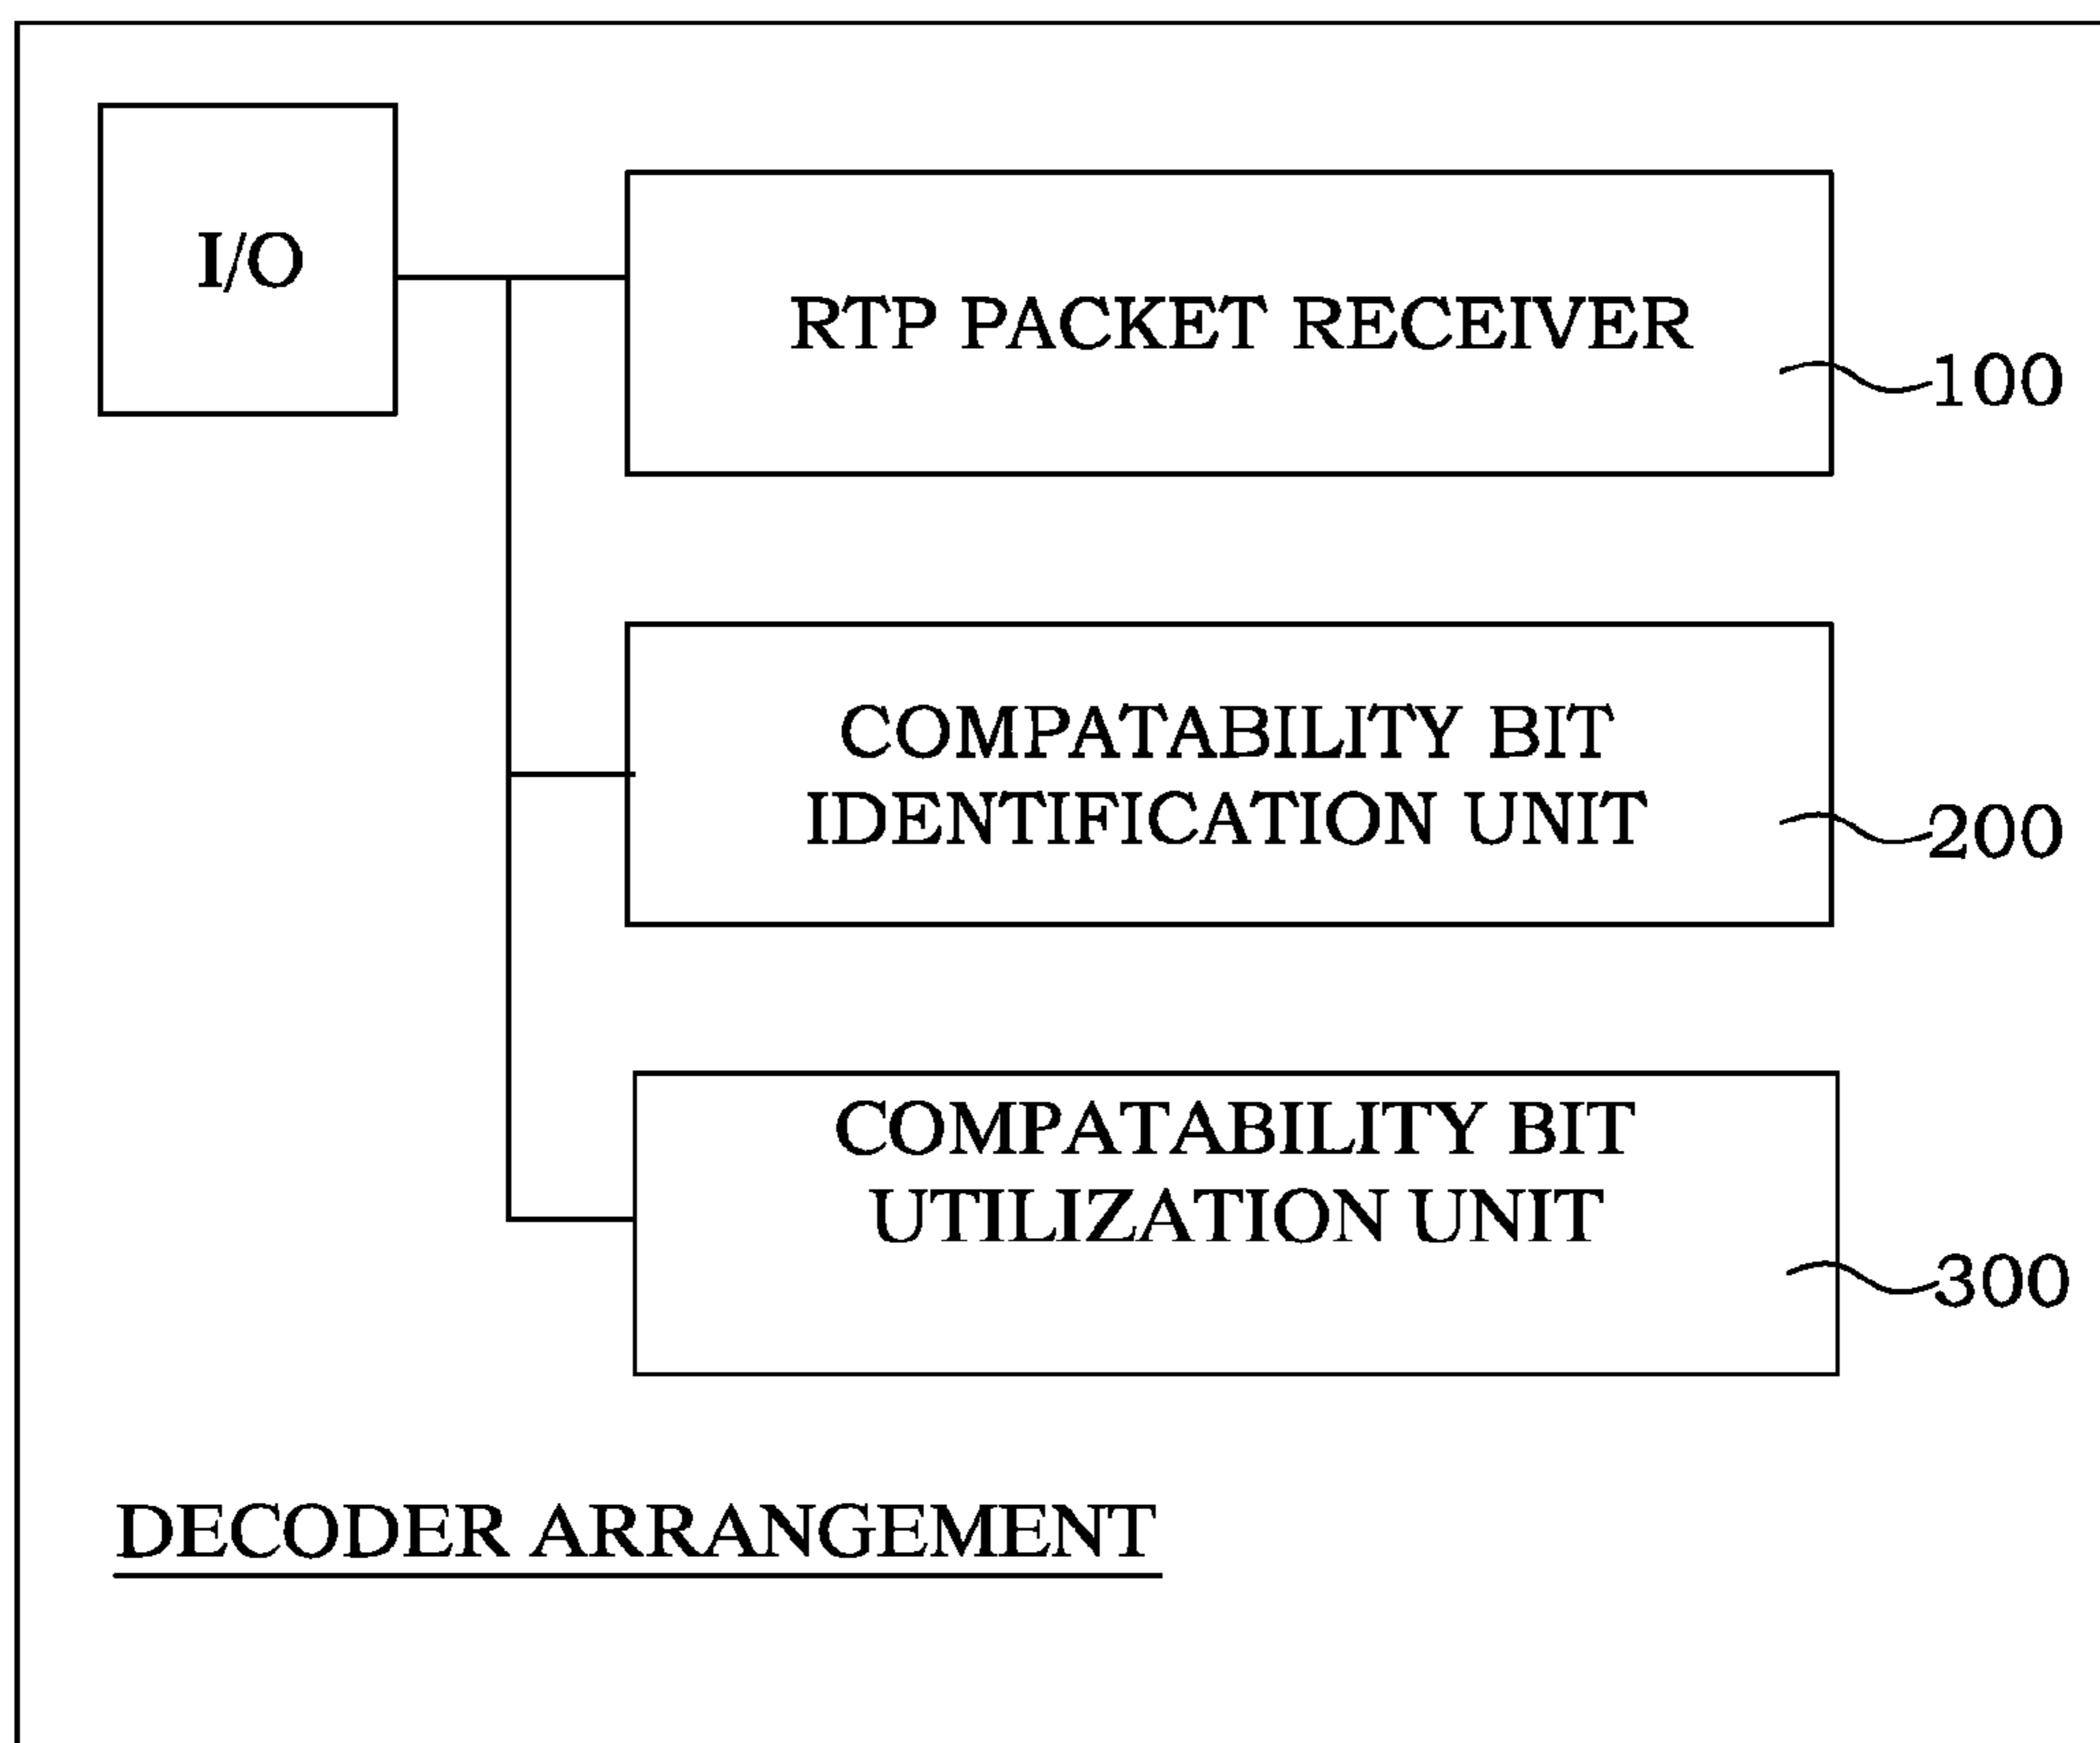 I/O
RTP PACKET RECEIVER
100
COMPATABILITY BIT
IDENTIFICATION UNIT
200
COMPATABILITY BIT
UTILIZATION UNIT
300
DECODER ARRANGEMENT